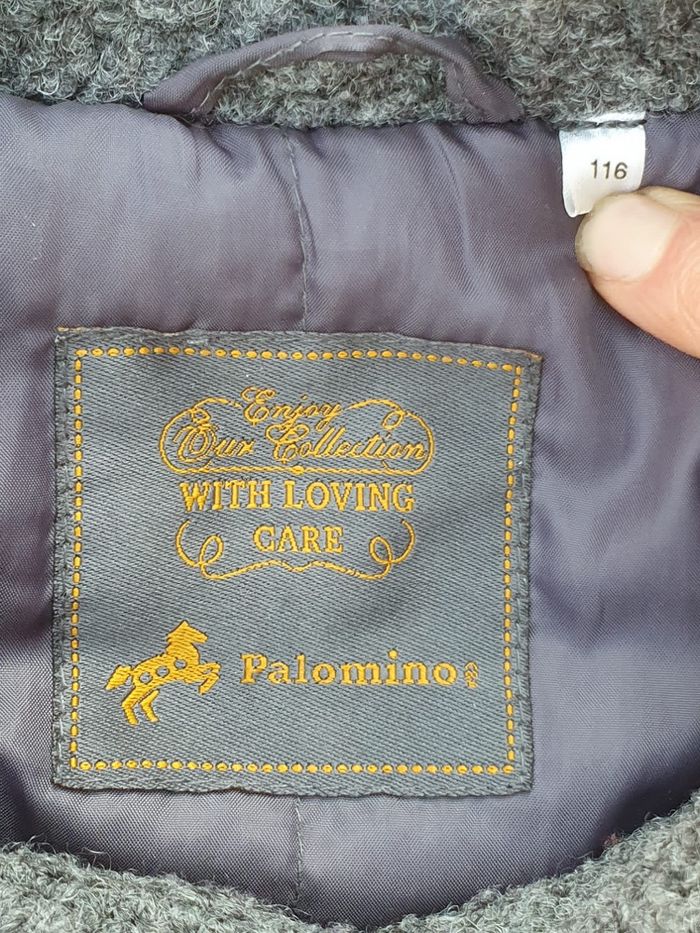 116
Enjoy
Our Collection
WITH LOVING
CARE
Palomino